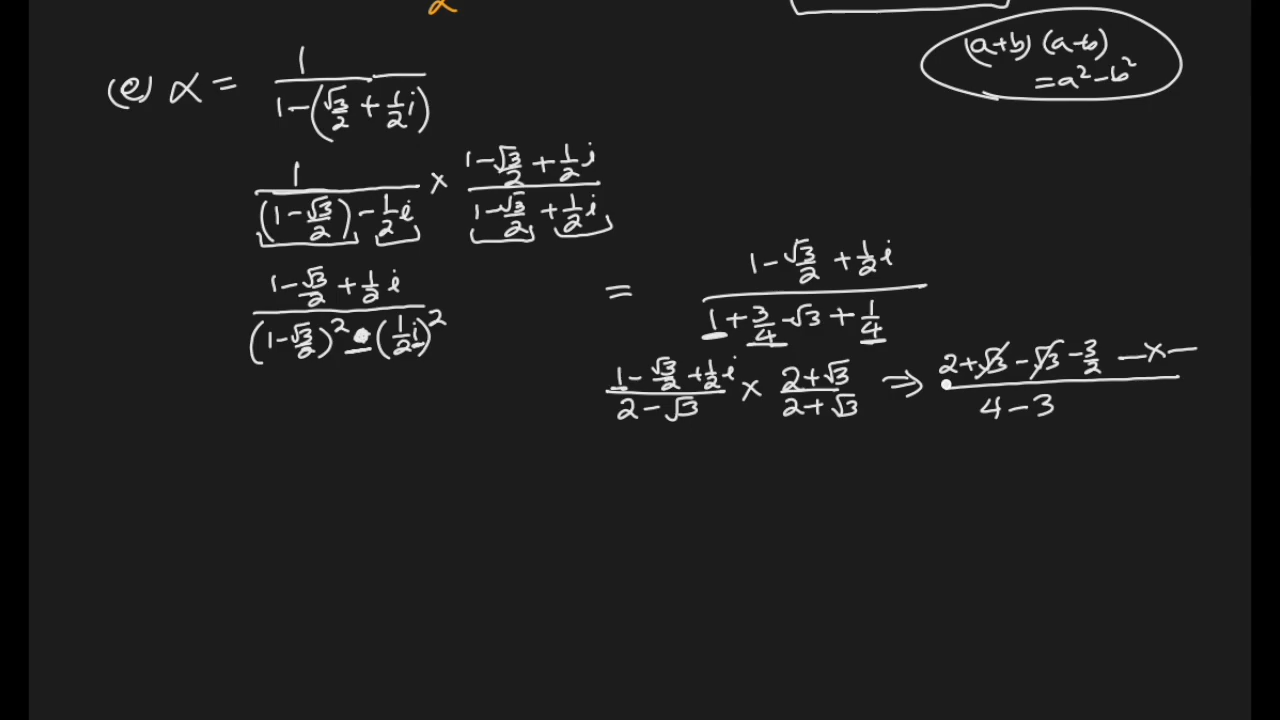 α
(a+b) (a-b)
= a² - b²
(e) α = 1 / (1 - (√3/2 + 1/2 i))
1 / ((1 - √3/2) - 1/2 i) × (1 - √3/2 + 1/2 i) / (1 - √3/2 + 1/2 i)
(1 - √3/2 + 1/2 i) / ((1 - √3/2)² - (1/2 i)²) = (1 - √3/2 + 1/2 i) / (1 + 3/4 - √3 + 1/4)
(1 - √3/2 + 1/2 i) / (2 - √3) × (2 + √3) / (2 + √3) ⇒ (2 + √3 - √3 - 3/2 —×—) / (4 - 3)